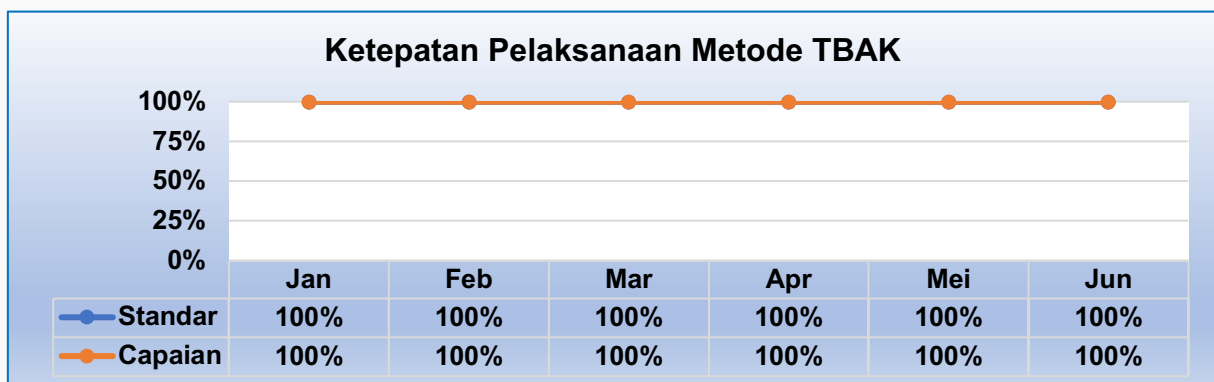 Ketepatan Pelaksanaan Metode TBAK
100%
75%
50%
25%
0%
Jan Feb Mar Apr Mei Jun
Standar 100% 100% 100% 100% 100% 100%
Capaian 100% 100% 100% 100% 100% 100%